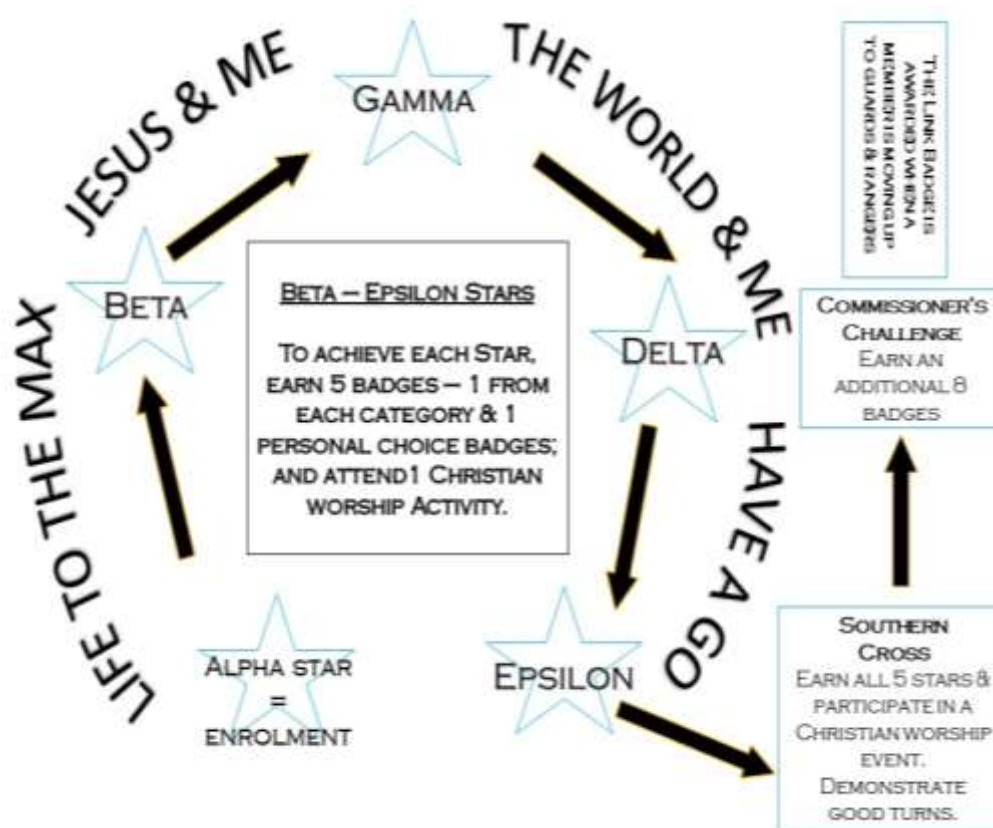 JESUS & ME
THE WORLD & ME
LIFE TO THE MAX
HAVE A GO
GAMMA
BETA
DELTA
BETA – EPSILON STARS
TO ACHIEVE EACH STAR,
EARN 5 BADGES – 1 FROM
EACH CATEGORY & 1
PERSONAL CHOICE BADGES;
AND ATTEND 1 CHRISTIAN
WORSHIP ACTIVITY.
ALPHA STAR
=
ENROLMENT
EPSILON
THE LINK BADGE IS
AWARDED WHEN A
MEMBER IS MOVING UP
TO GUARDS & RANGERS
COMMISSIONER'S
CHALLENGE
EARN AN
ADDITIONAL 8
BADGES
SOUTHERN
CROSS
EARN ALL 5 STARS &
PARTICIPATE IN A
CHRISTIAN WORSHIP
EVENT.
DEMONSTRATE
GOOD TURNS.